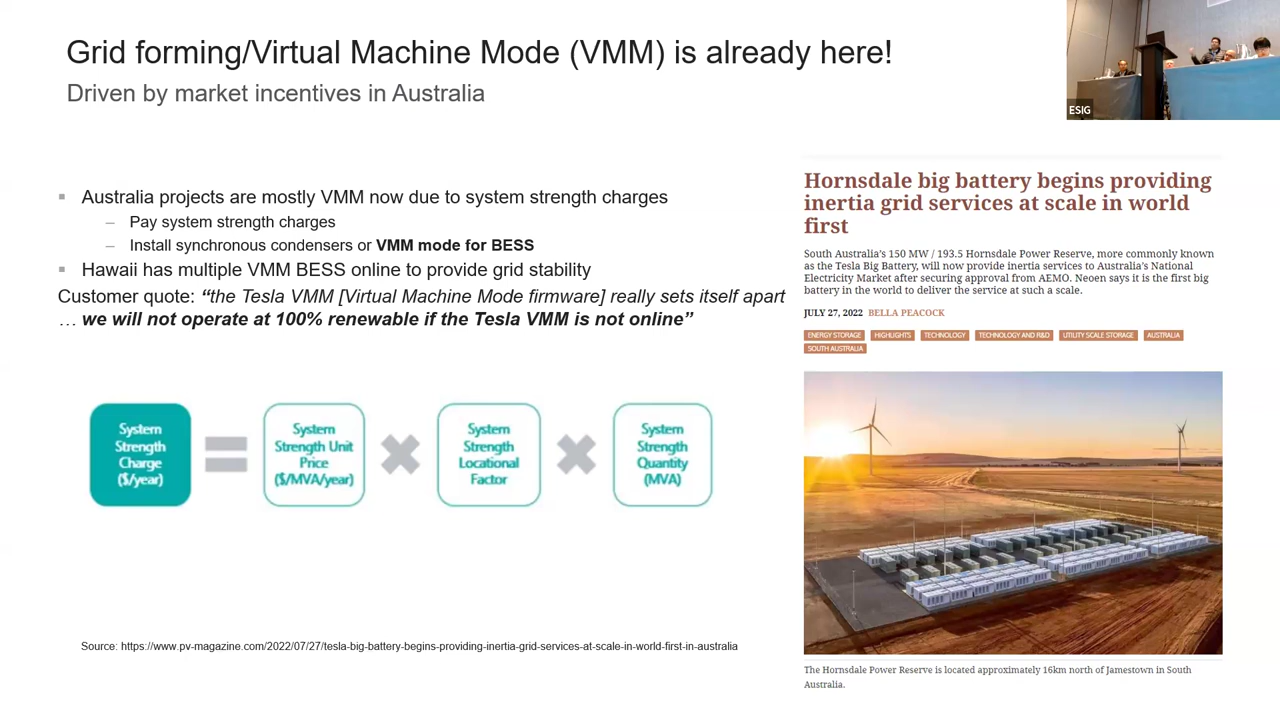 Grid forming/Virtual Machine Mode (VMM) is already here!
Driven by market incentives in Australia
ESIG
▪ Australia projects are mostly VMM now due to system strength charges
– Pay system strength charges
– Install synchronous condensers or VMM mode for BESS
▪ Hawaii has multiple VMM BESS online to provide grid stability
Customer quote: “the Tesla VMM [Virtual Machine Mode firmware] really sets itself apart
… we will not operate at 100% renewable if the Tesla VMM is not online”
System
Strength
Charge
($/year)
=
System
Strength Unit
Price
($/MVA/year)
×
System
Strength
Locational
Factor
×
System
Strength
Quantity
(MVA)
Source: https://www.pv-magazine.com/2022/07/27/tesla-big-battery-begins-providing-inertia-grid-services-at-scale-in-world-first-in-australia
Hornsdale big battery begins providing
inertia grid services at scale in world
first
South Australia’s 150 MW / 193.5 Hornsdale Power Reserve, more commonly known
as the Tesla Big Battery, will now provide inertia services to Australia’s National
Electricity Market after securing approval from AEMO. Neoen says it is the first big
battery in the world to deliver the service at such a scale.
JULY 27, 2022 BELLA PEACOCK
ENERGY STORAGE HIGHLIGHTS TECHNOLOGY TECHNOLOGY AND R&D UTILITY SCALE STORAGE AUSTRALIA
SOUTH AUSTRALIA
The Hornsdale Power Reserve is located approximately 16km north of Jamestown in South
Australia.